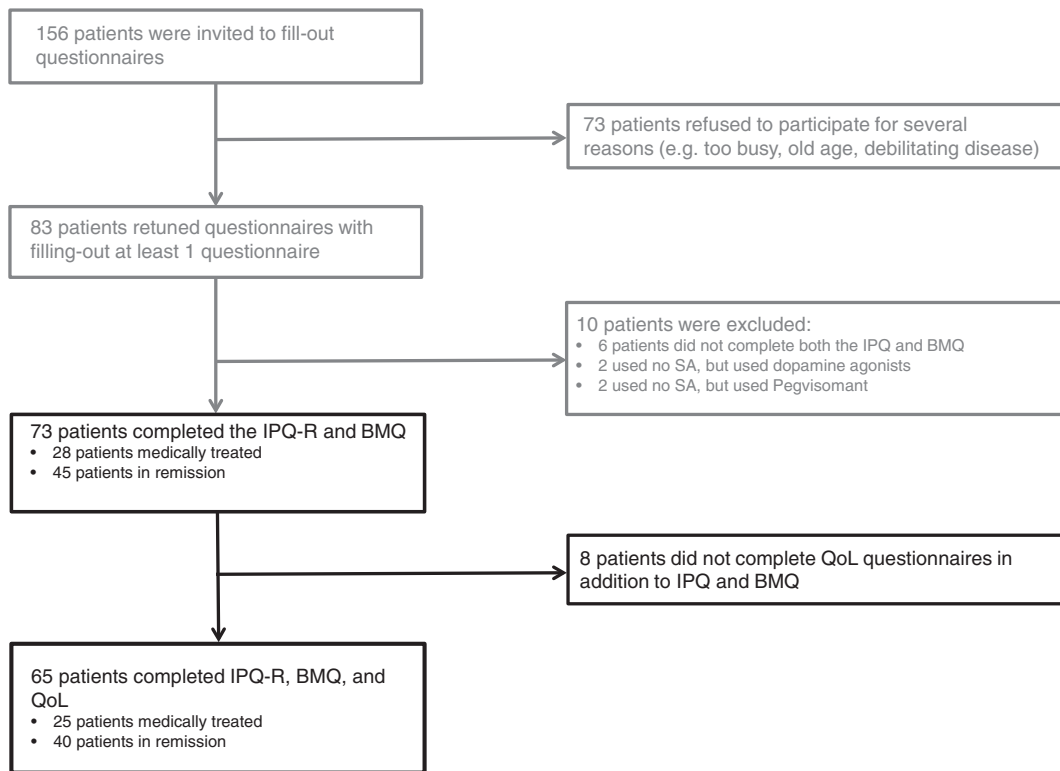 156 patients were invited to fill-out
questionnaires
73 patients refused to participate for several
reasons (e.g. too busy, old age, debilitating disease)
83 patients retuned questionnaires with
filling-out at least 1 questionnaire
10 patients were excluded:
• 6 patients did not complete both the IPQ and BMQ
• 2 used no SA, but used dopamine agonists
• 2 used no SA, but used Pegvisomant
73 patients completed the IPQ-R and BMQ
• 28 patients medically treated
• 45 patients in remission
8 patients did not complete QoL questionnaires in
addition to IPQ and BMQ
65 patients completed IPQ-R, BMQ, and
QoL
• 25 patients medically treated
• 40 patients in remission